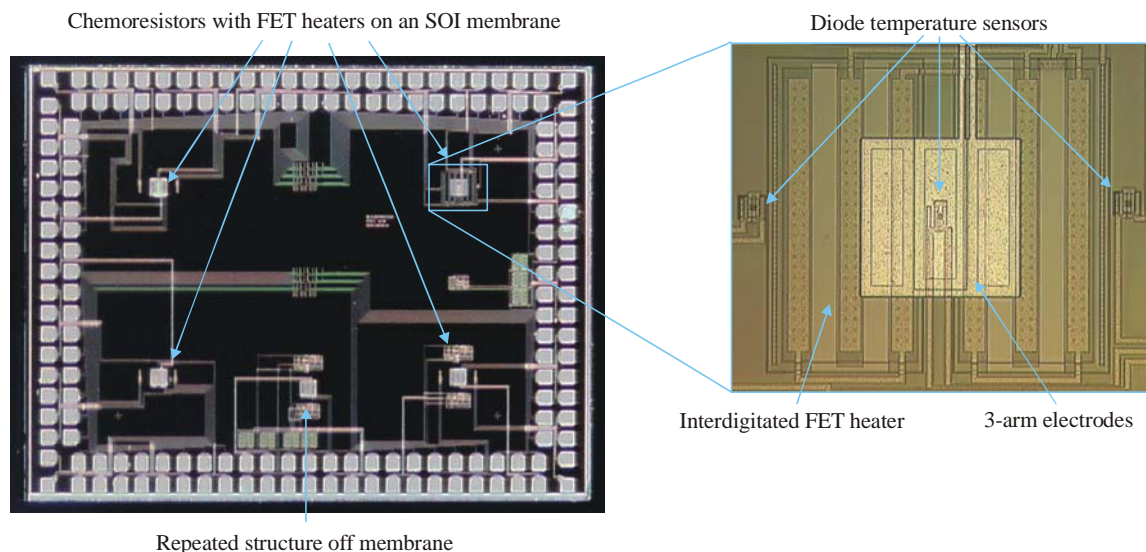 Chemoresistors with FET heaters on an SOI membrane
Diode temperature sensors
Interdigitated FET heater
3-arm electrodes
Repeated structure off membrane